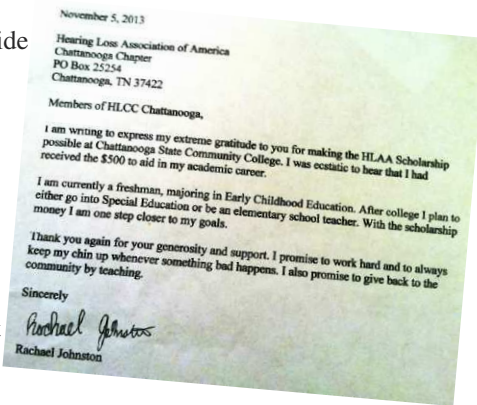 ide
November 5, 2013
Hearing Loss Association of America
Chattanooga Chapter
PO Box 25254
Chattanooga, TN 37422
Members of HLCC Chattanooga,
I am writing to express my extreme gratitude to you for making the HLAA Scholarship
possible at Chattanooga State Community College. I was ecstatic to hear that I had
received the $500 to aid in my academic career.
I am currently a freshman, majoring in Early Childhood Education. After college I plan to
either go into Special Education or be an elementary school teacher. With the scholarship
money I am one step closer to my goals.
Thank you again for your generosity and support. I promise to work hard and to always
keep my chin up whenever something bad happens. I also promise to give back to the
community by teaching.
Sincerely
Rachael Johnston
Rachael Johnston